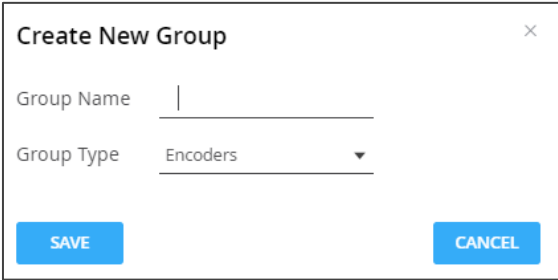 Create New Group
Group Name
Group Type Encoders
SAVE CANCEL